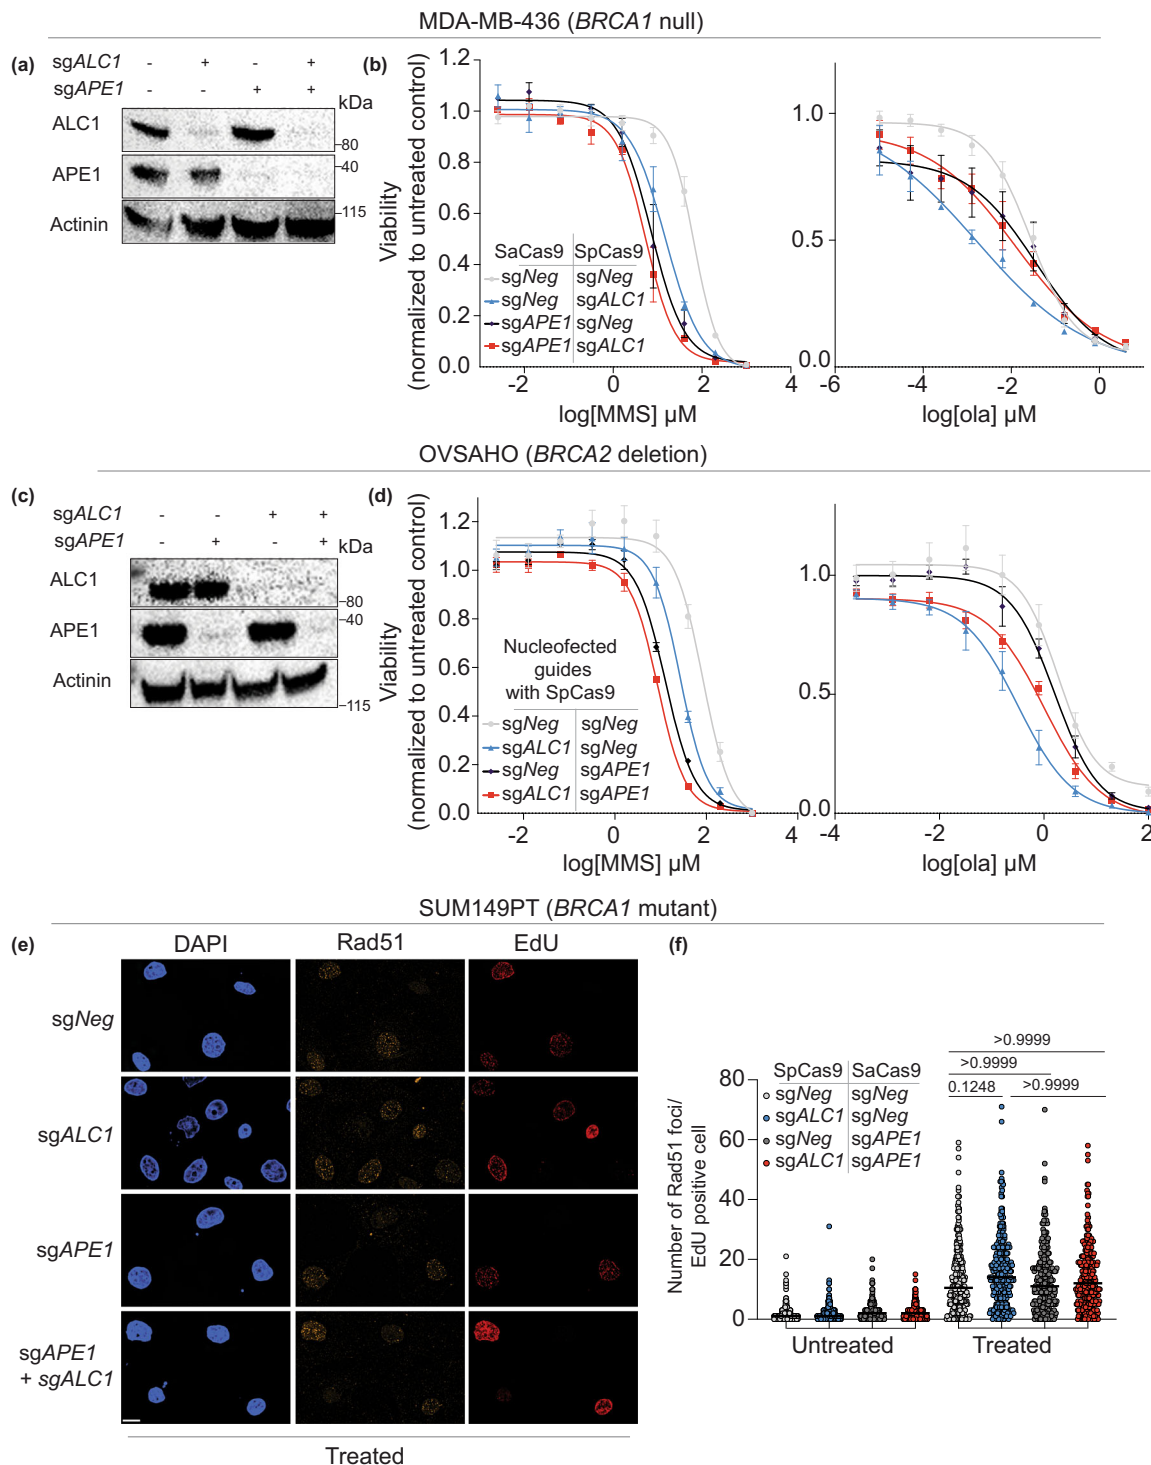 MDA-MB-436 (BRCA1 null)
(a)
sgALC1 - + - +
sgAPE1 - - + +
kDa
ALC1
–80
APE1
–40
Actinin
–115
(b)
Viability
(normalized to untreated control)
1.2
1.0
0.8
0.6
0.4
0.2
0.0
-2 0 2 4
log[MMS] µM
SaCas9 SpCas9
sgNeg sgNeg
sgNeg sgALC1
sgAPE1 sgNeg
sgAPE1 sgALC1
1.0
0.5
0.0
-6 -4 -2 0
log[ola] µM
OVSAHO (BRCA2 deletion)
(c)
sgALC1 - - + +
sgAPE1 - + - +
kDa
ALC1
–80
APE1
–40
Actinin
–115
(d)
Viability
(normalized to untreated control)
1.2
1.0
0.8
0.6
0.4
0.2
0.0
-2 0 2 4
log[MMS] µM
Nucleofected
guides
with SpCas9
sgNeg sgNeg
sgALC1 sgNeg
sgNeg sgAPE1
sgALC1 sgAPE1
1.0
0.5
0.0
-4 -2 0 2
log[ola] µM
SUM149PT (BRCA1 mutant)
(e)
DAPI Rad51 EdU
sgNeg
sgALC1
sgAPE1
sgAPE1
+ sgALC1
Treated
(f)
Number of Rad51 foci/
EdU positive cell
80
60
40
20
0
SpCas9 SaCas9
sgNeg sgNeg
sgALC1 sgNeg
sgNeg sgAPE1
sgALC1 sgAPE1
>0.9999
>0.9999
0.1248 >0.9999
Untreated Treated